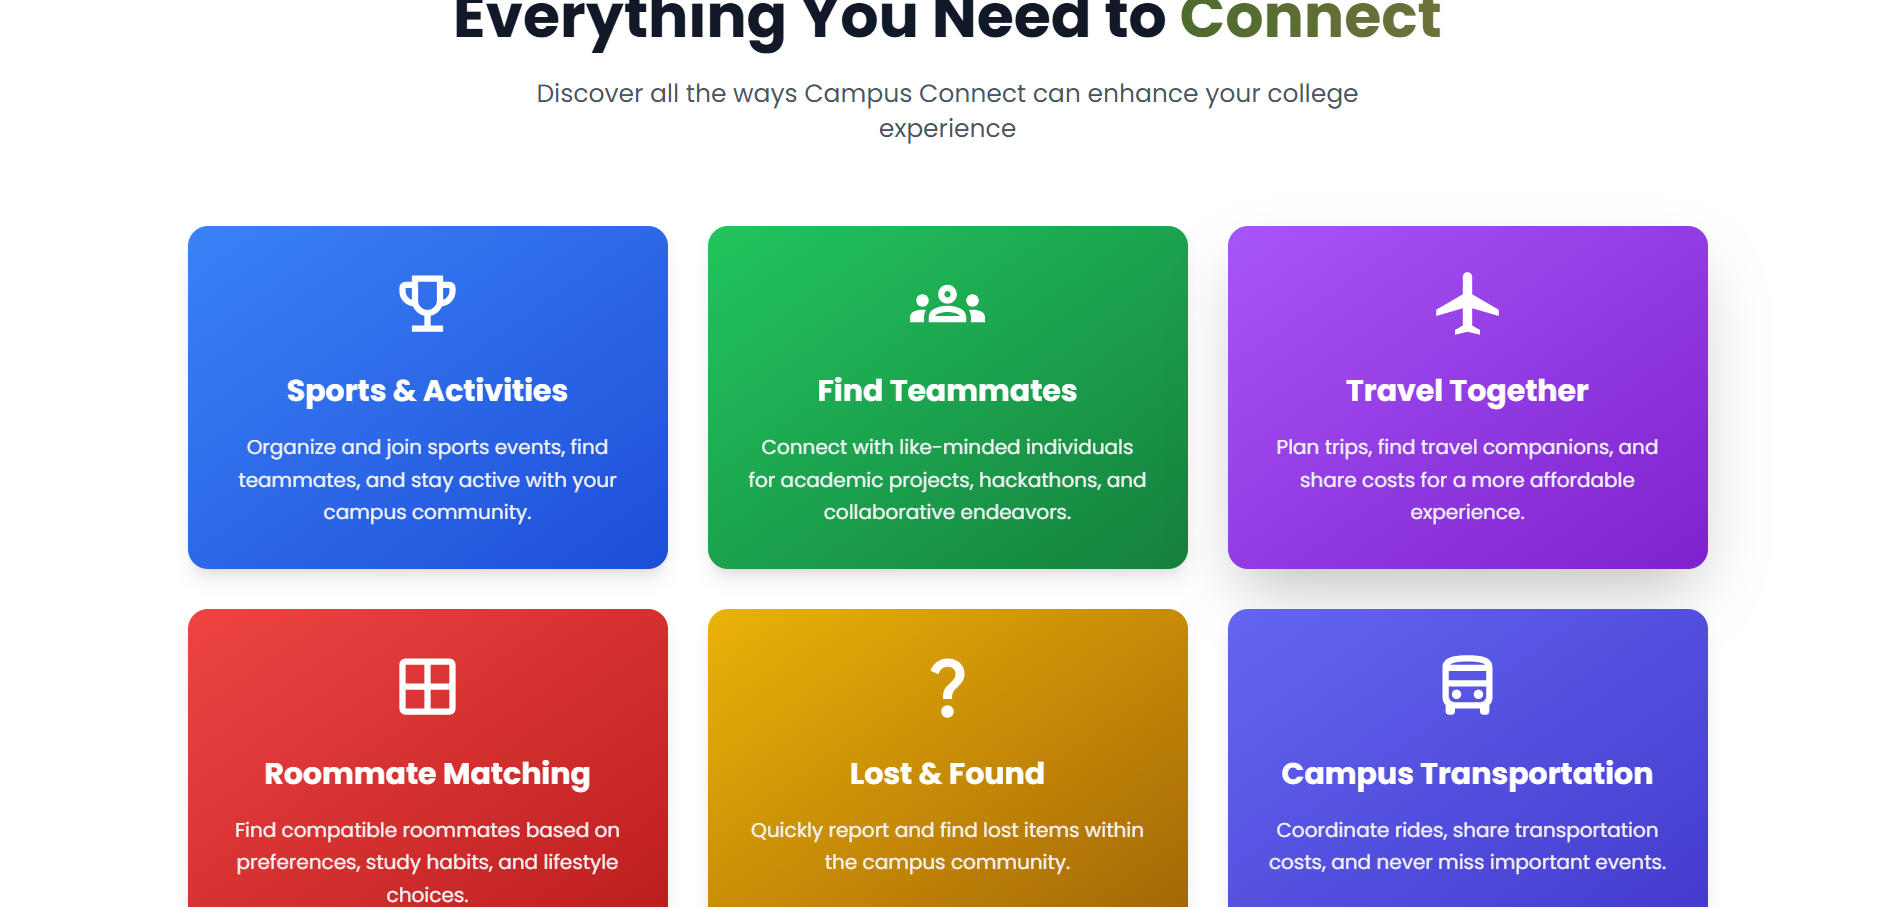 Everything You Need to Connect
Discover all the ways Campus Connect can enhance your college
experience
Sports & Activities
Organize and join sports events, find
teammates, and stay active with your
campus community.
Find Teammates
Connect with like-minded individuals
for academic projects, hackathons, and
collaborative endeavors.
Travel Together
Plan trips, find travel companions, and
share costs for a more affordable
experience.
Roommate Matching
Find compatible roommates based on
preferences, study habits, and lifestyle
choices.
?
Lost & Found
Quickly report and find lost items within
the campus community.
Campus Transportation
Coordinate rides, share transportation
costs, and never miss important events.